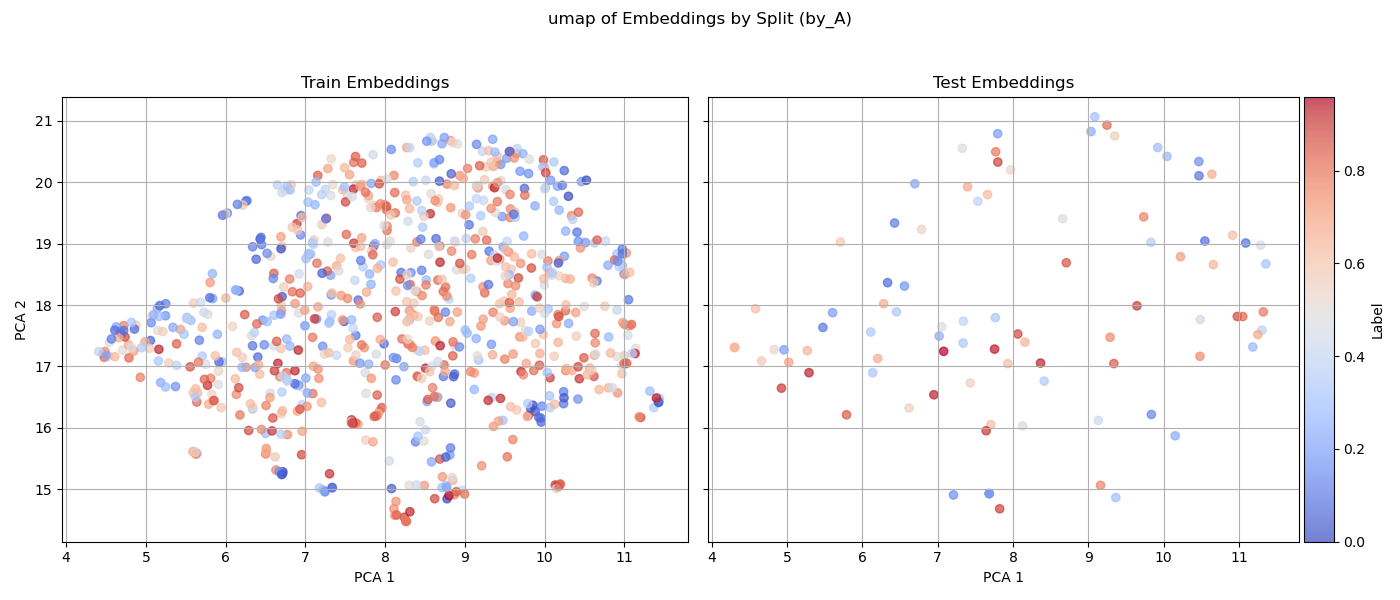 umap of Embeddings by Split (by_A)
Train Embeddings
Test Embeddings
PCA 2
21
20
19
18
17
16
15
4 5 6 7 8 9 10 11
PCA 1
4 5 6 7 8 9 10 11
PCA 1
0.8
0.6
0.4
0.2
0.0
Label